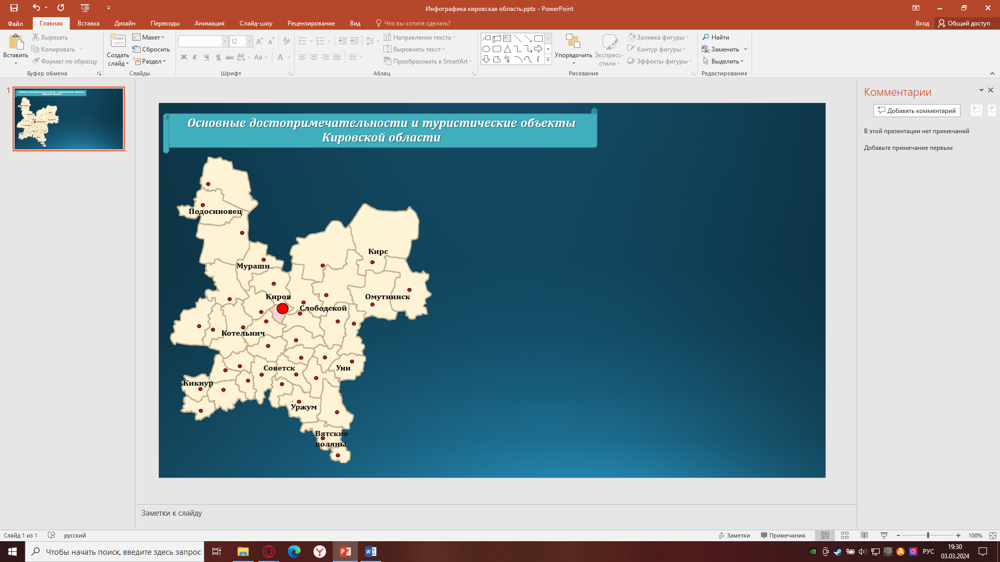 Инфографика кировская область.pptx - PowerPoint
Файл Главная Вставка Дизайн Переходы Анимация Слайд-шоу Рецензирование Вид Что вы хотите сделать? Вход Общий доступ
Вставить
Вырезать
Копировать
Формат по образцу
Буфер обмена
Создать слайд
Макет
Сбросить
Раздел
Слайды
12
Ж К Ч S abc AV Aa A
Шрифт
Направление текста
Выровнять текст
Преобразовать в SmartArt
Абзац
Упорядочить
Экспресс-стили
Заливка фигуры
Контур фигуры
Эффекты фигуры
Рисование
Найти
Заменить
Выделить
Редактирование
1
Основные достопримечательности и туристические объекты
Кировской области
Подосиновец
Кирс
Мураши
Киров
Омутнинск
Слободской
Котельнич
Советск
Уни
Кикнур
Уржум
Вятские
поляны
Комментарии
Добавить комментарий
В этой презентации нет примечаний
Добавьте примечание первым
Заметки к слайду
Слайд 1 из 1 русский Заметки Примечания 100%
Чтобы начать поиск, введите здесь запрос
РУС
19:30
03.03.2024